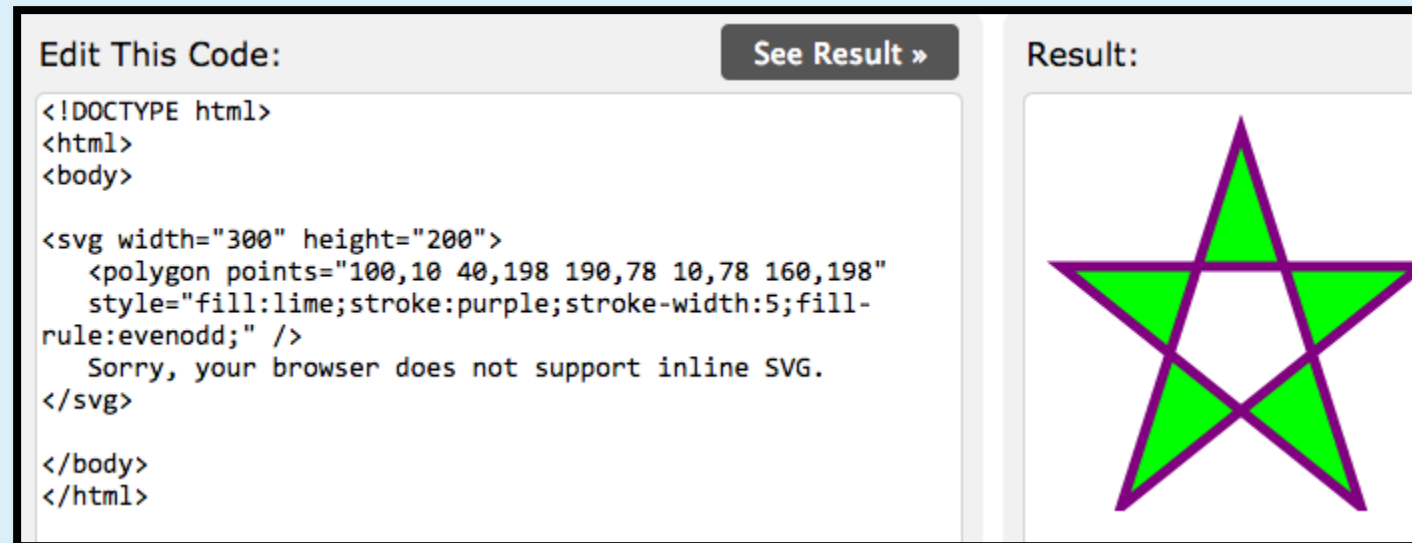 Edit This Code:
See Result »
<!DOCTYPE html>
<html>
<body>
<svg width="300" height="200">
<polygon points="100,10 40,198 190,78 10,78 160,198"
style="fill:lime;stroke:purple;stroke-width:5;fill-
rule:evenodd;" />
Sorry, your browser does not support inline SVG.
</svg>
</body>
</html>
Result: